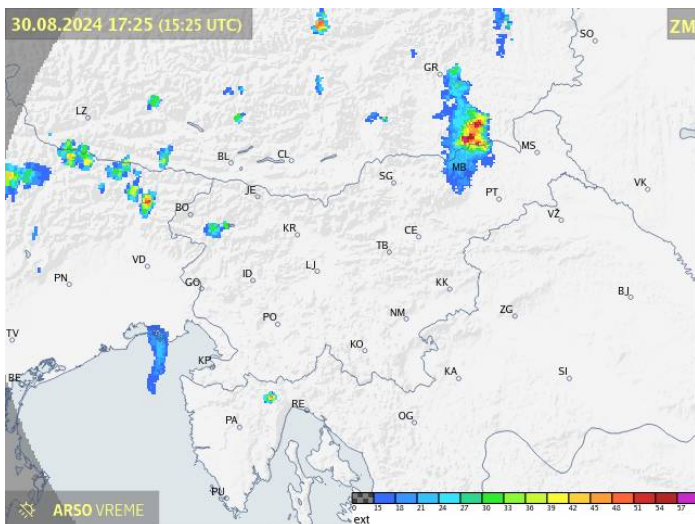 30.08.2024 17:25 (15:25 UTC)
ZM
SO
GR
LZ
BL
CL
MS
MB
SG
VK
JE
PT
BO
VŽ
KR
CE
TB
VD
LJ
PN
GO
ID
KK
BJ
PO
NM
ZG
TV
KP
KO
BE
KA
SI
RE
PA
OG
PU
ARSO VREME
0 15 18 21 24 27 30 33 36 39 42 45 48 51 54 57
ext